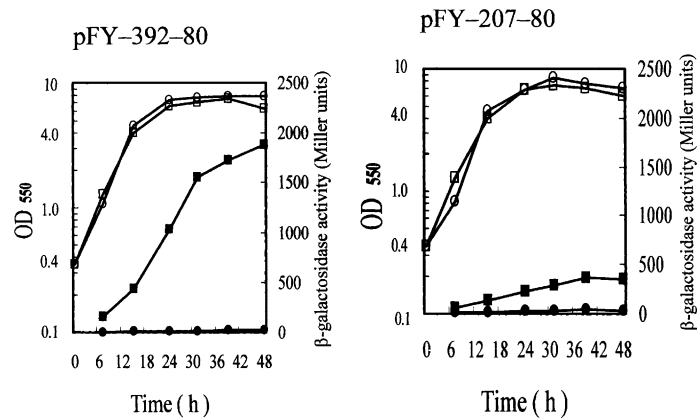 pFY–392–80
10
4.0
1.0
0.4
0.1
OD 550
2500
2000
1500
1000
500
0
β-galactosidase activity (Miller units)
0 6 12 18 24 30 36 42 48
Time ( h )
pFY–207–80
10
4.0
1.0
0.4
0.1
OD 550
2500
2000
1500
1000
500
0
β-galactosidase activity (Miller units)
0 6 12 18 24 30 36 42 48
Time ( h )